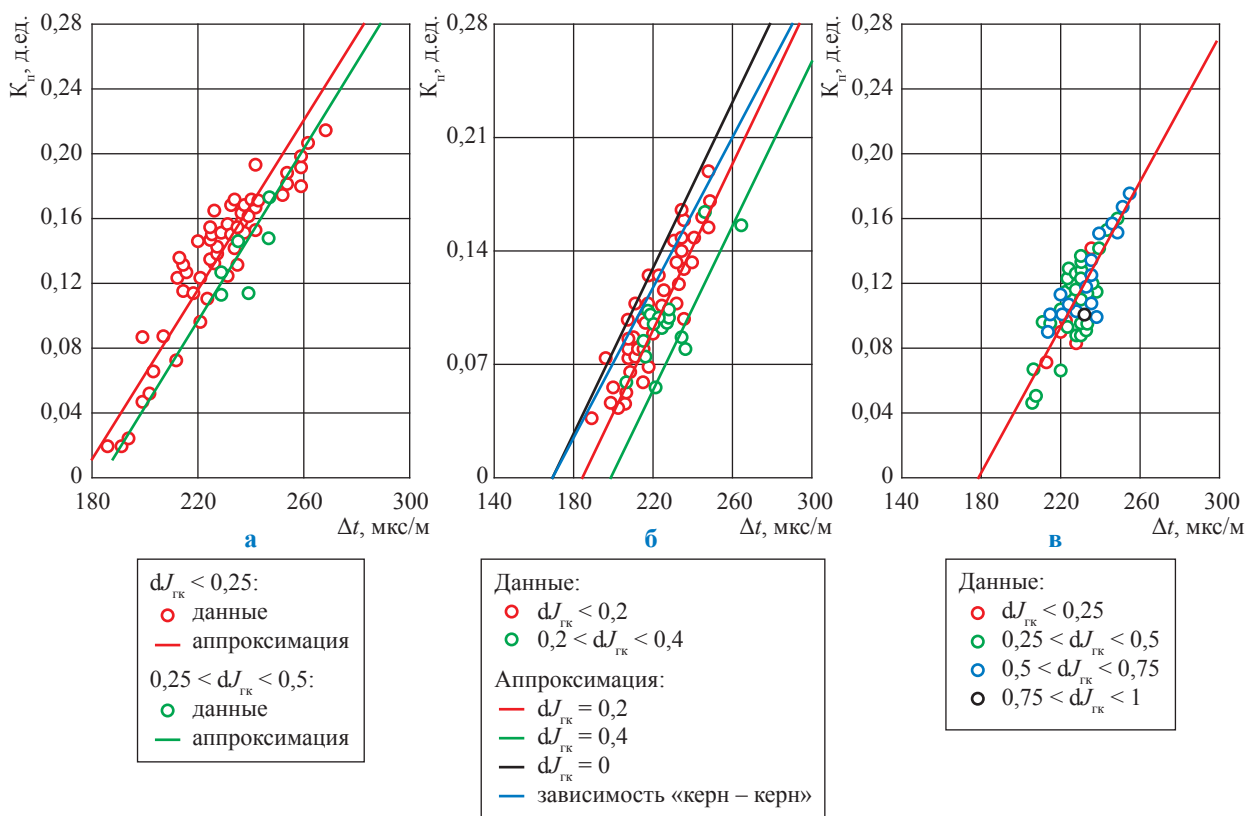 0,28
0,24
0,20
0,16
0,12
0,08
0,04
0
Kп, д.ед.
180 220 260 300
Δt, мкс/м
а
0,28
0,21
0,14
0,07
0
Kп, д.ед.
140 180 220 260 300
Δt, мкс/м
б
0,28
0,24
0,20
0,16
0,12
0,08
0,04
0
Kп, д.ед.
140 180 220 260 300
Δt, мкс/м
в
dJгк < 0,25:
данные
аппроксимация
0,25 < dJгк < 0,5:
данные
аппроксимация
Данные:
dJгк < 0,2
0,2 < dJгк < 0,4
Аппроксимация:
dJгк = 0,2
dJгк = 0,4
dJгк = 0
зависимость «керн – керн»
Данные:
dJгк < 0,25
0,25 < dJгк < 0,5
0,5 < dJгк < 0,75
0,75 < dJгк < 1